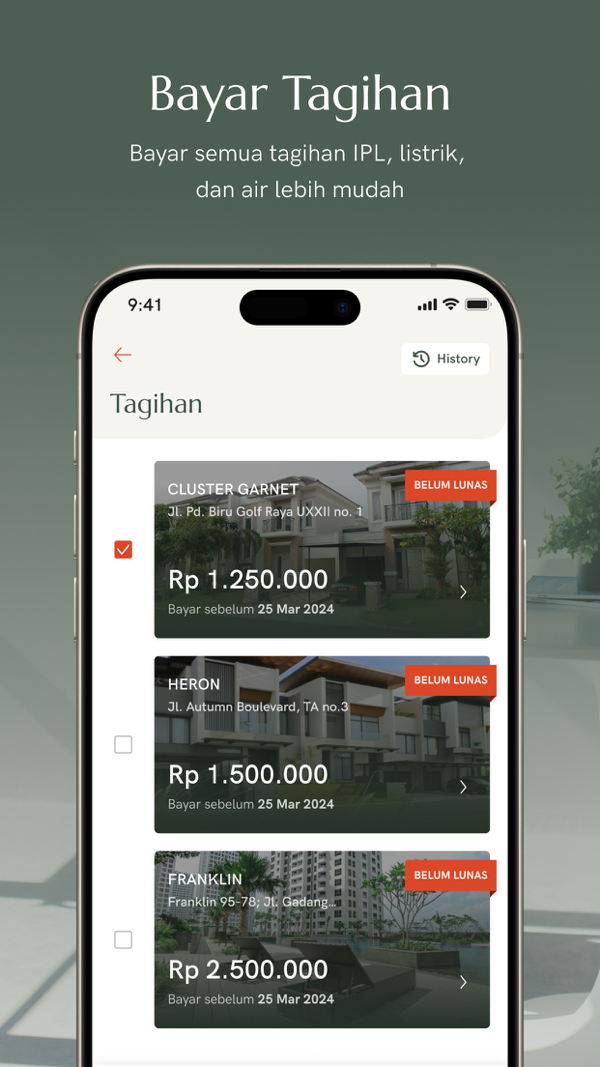 Bayar Tagihan
Bayar semua tagihan IPL, listrik,
dan air lebih mudah
9:41
History
Tagihan
BELUM LUNAS
CLUSTER GARNET
Jl. Pd. Biru Golf Raya UXXII no. 1
Rp 1.250.000
Bayar sebelum 25 Mar 2024
BELUM LUNAS
HERON
Jl. Autumn Boulevard, TA no.3
Rp 1.500.000
Bayar sebelum 25 Mar 2024
BELUM LUNAS
FRANKLIN
Franklin 95-78; Jl. Gadang...
Rp 2.500.000
Bayar sebelum 25 Mar 2024